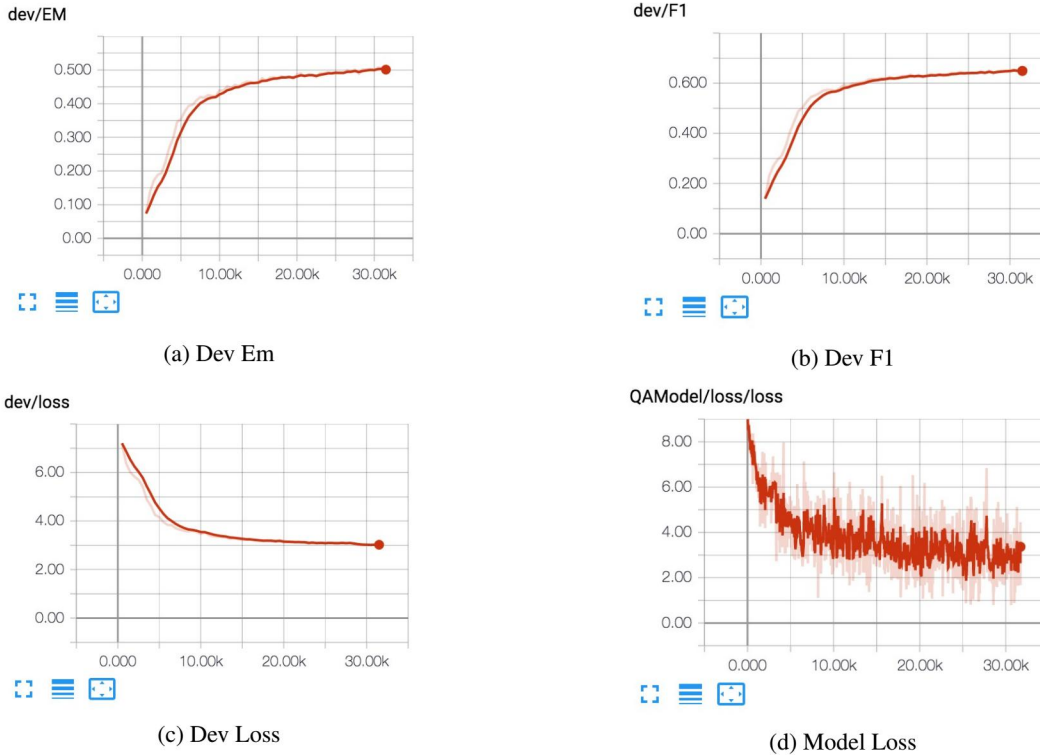 dev/EM
0.500
0.400
0.300
0.200
0.100
0.00
0.000 10.00k 20.00k 30.00k
(a) Dev Em
dev/F1
0.600
0.400
0.200
0.00
0.000 10.00k 20.00k 30.00k
(b) Dev F1
dev/loss
6.00
4.00
2.00
0.00
0.000 10.00k 20.00k 30.00k
(c) Dev Loss
QAModel/loss/loss
8.00
6.00
4.00
2.00
0.00
0.000 10.00k 20.00k 30.00k
(d) Model Loss